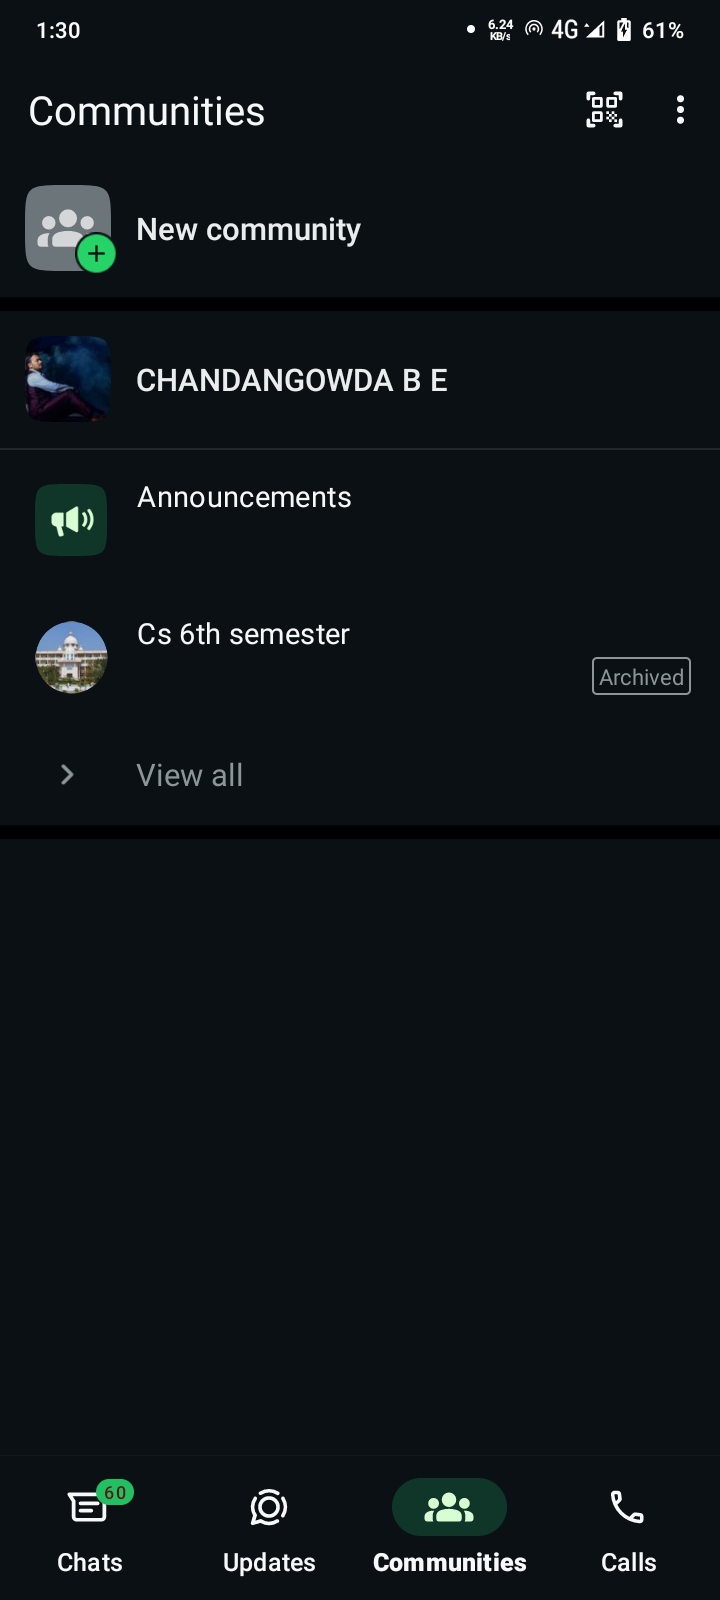 1:30
6.24
KB/s
4G
61%
Communities
New community
CHANDANGOWDA B E
Announcements
Cs 6th semester
Archived
View all
60
Chats
Updates
Communities
Calls